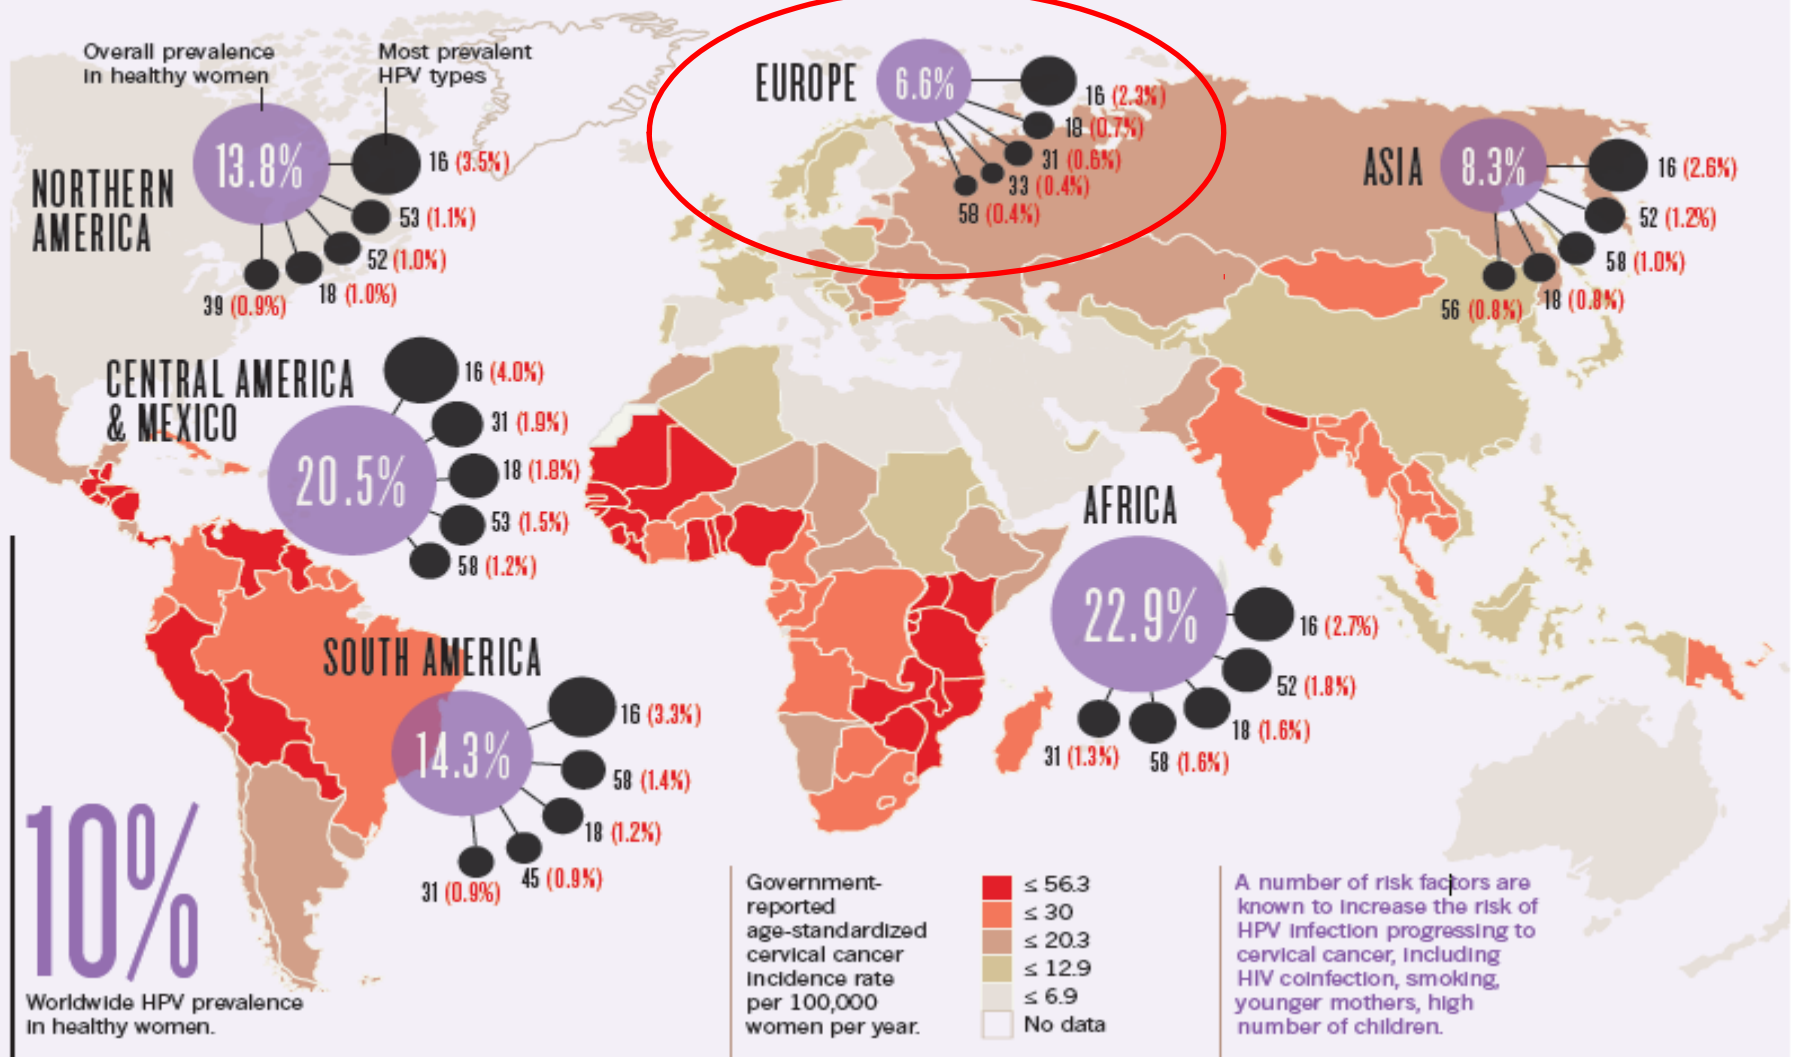 Overall prevalence
in healthy women
Most prevalent
HPV types
NORTHERN
AMERICA
13.8%
16 (3.5%)
53 (1.1%)
52 (1.0%)
18 (1.0%)
39 (0.9%)
EUROPE
6.6%
16 (2.3%)
18 (0.7%)
31 (0.6%)
33 (0.4%)
58 (0.4%)
ASIA
8.3%
16 (2.6%)
52 (1.2%)
58 (1.0%)
18 (0.8%)
56 (0.8%)
CENTRAL AMERICA
& MEXICO
20.5%
16 (4.0%)
31 (1.9%)
18 (1.8%)
53 (1.5%)
58 (1.2%)
AFRICA
22.9%
16 (2.7%)
52 (1.8%)
18 (1.6%)
58 (1.6%)
31 (1.3%)
SOUTH AMERICA
14.3%
16 (3.3%)
58 (1.4%)
18 (1.2%)
45 (0.9%)
31 (0.9%)
10%
Worldwide HPV prevalence
in healthy women.
Government-
reported
age-standardized
cervical cancer
incidence rate
per 100,000
women per year.
≤ 56.3
≤ 30
≤ 20.3
≤ 12.9
≤ 6.9
No data
A number of risk factors are
known to increase the risk of
HPV infection progressing to
cervical cancer, including
HIV coinfection, smoking,
younger mothers, high
number of children.